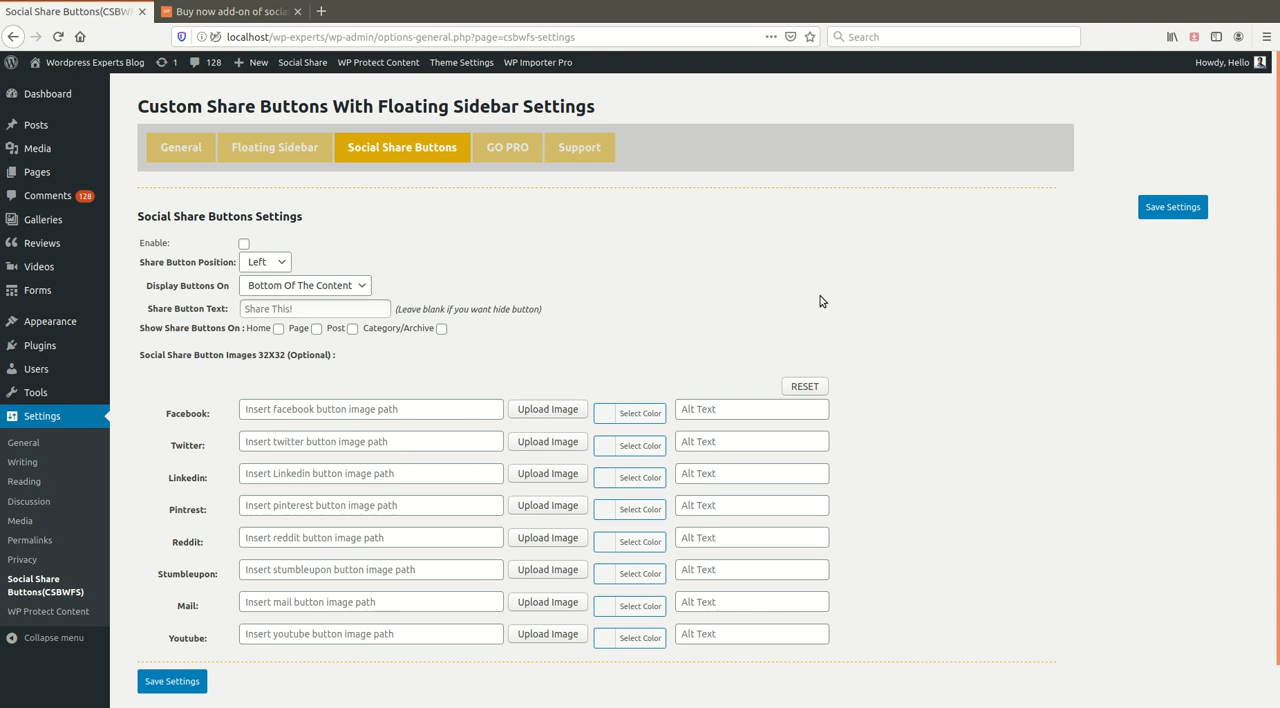 Social Share Buttons(CSBWF
Buy now add-on of socia
localhost/wp-experts/wp-admin/options-general.php?page=csbwfs-settings
Search
Wordpress Experts Blog 1 128 New Social Share WP Protect Content Theme Settings WP Importer Pro Howdy, Hello
Dashboard
Posts
Media
Pages
Comments 128
Galleries
Reviews
Videos
Forms
Appearance
Plugins
Users
Tools
Settings
General
Writing
Reading
Discussion
Media
Permalinks
Privacy
Social Share
Buttons(CSBWFS)
WP Protect Content
Collapse menu
Custom Share Buttons With Floating Sidebar Settings
General Floating Sidebar Social Share Buttons GO PRO Support
Save Settings
Social Share Buttons Settings
Enable:
Share Button Position: Left
Display Buttons On Bottom Of The Content
Share Button Text: Share This! (Leave blank if you want hide button)
Show Share Buttons On : Home Page Post Category/Archive
Social Share Button Images 32X32 (Optional) :
RESET
Facebook: Insert facebook button image path Upload Image Select Color Alt Text
Twitter: Insert twitter button image path Upload Image Select Color Alt Text
Linkedin: Insert Linkedin button image path Upload Image Select Color Alt Text
Pintrest: Insert pinterest button image path Upload Image Select Color Alt Text
Reddit: Insert reddit button image path Upload Image Select Color Alt Text
Stumbleupon: Insert stumbleupon button image path Upload Image Select Color Alt Text
Mail: Insert mail button image path Upload Image Select Color Alt Text
Youtube: Insert youtube button image path Upload Image Select Color Alt Text
Save Settings